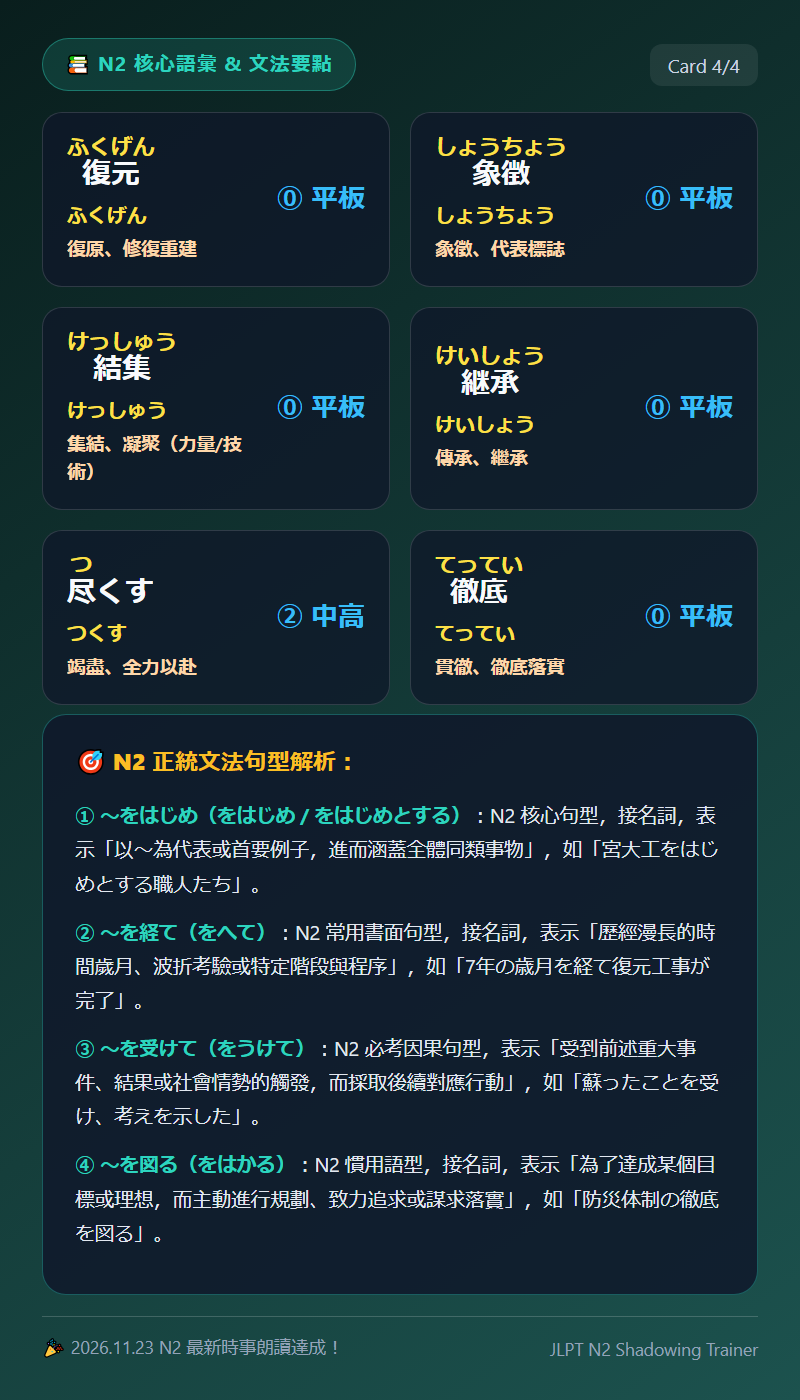 📚 N2 核心語彙 & 文法要點
Card 4/4
ふくげん
復元
ふくげん
復原、修復重建
⓪ 平板
しょうちょう
象徴
しょうちょう
象徵、代表標誌
⓪ 平板
けっしゅう
結集
けっしゅう
集結、凝聚（力量/技
術）
⓪ 平板
けいしょう
継承
けいしょう
傳承、繼承
⓪ 平板
つ
尽くす
つくす
竭盡、全力以赴
② 中高
てってい
徹底
てってい
貫徹、徹底落實
⓪ 平板
🎯 N2 正統文法句型解析：
① 〜をはじめ（をはじめ / をはじめとする）：N2 核心句型，接名詞，表
示「以〜為代表或首要例子，進而涵蓋全體同類事物」，如「宮大工をはじ
めとする職人たち」。
② 〜を経て（をへて）：N2 常用書面句型，接名詞，表示「歷經漫長的時
間歲月、波折考驗或特定階段與程序」，如「7年の歳月を経て復元工事が
完了」。
③ 〜を受けて（をうけて）：N2 必考因果句型，表示「受到前述重大事
件、結果或社會情勢的觸發，而採取後續對應行動」，如「蘇ったことを受
け、考えを示した」。
④ 〜を図る（をはかる）：N2 慣用語型，接名詞，表示「為了達成某個目
標或理想，而主動進行規劃、致力追求或謀求落實」，如「防災体制の徹底
を図る」。
🎉 2026.11.23 N2 最新時事朗讀達成！
JLPT N2 Shadowing Trainer